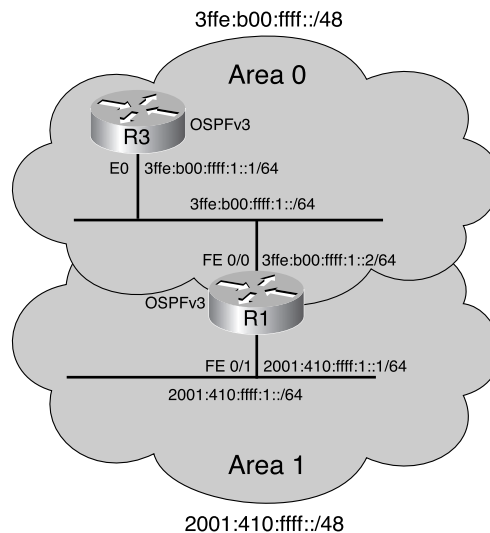 3ffe:b00:ffff::/48
Area 0
R3
OSPFv3
E0
3ffe:b00:ffff:1::1/64
3ffe:b00:ffff:1::/64
FE 0/0
3ffe:b00:ffff:1::2/64
OSPFv3
R1
FE 0/1
2001:410:ffff:1::1/64
2001:410:ffff:1::/64
Area 1
2001:410:ffff::/48